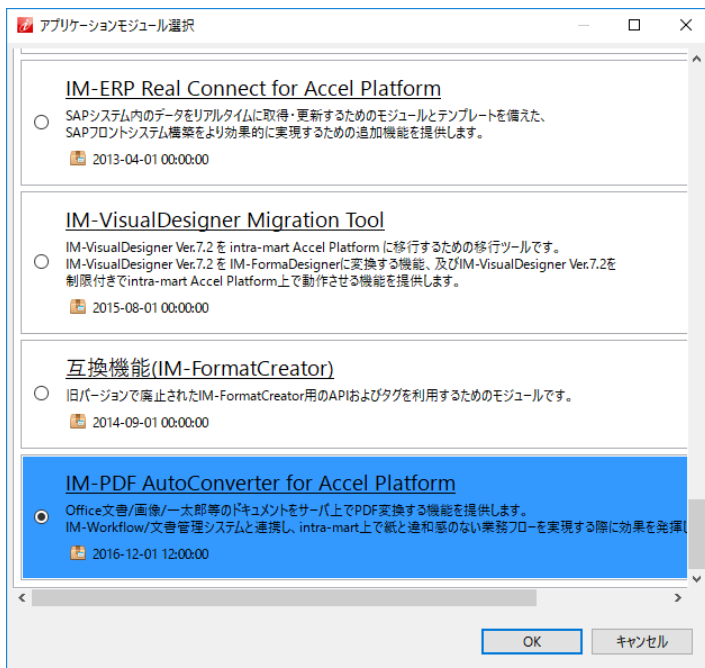 アプリケーションモジュール選択
IM-ERP Real Connect for Accel Platform
SAPシステム内のデータをリアルタイムに取得・更新するためのモジュールとテンプレートを備えた、
SAPフロントシステム構築をより効果的に実現するための追加機能を提供します。
2013-04-01 00:00:00
IM-VisualDesigner Migration Tool
IM-VisualDesigner Ver.7.2 を intra-mart Accel Platform に移行するための移行ツールです。
IM-VisualDesigner Ver.7.2 を IM-FormaDesignerに変換する機能、及びIM-VisualDesigner Ver.7.2を
制限付きでintra-mart Accel Platform上で動作させる機能を提供します。
2015-08-01 00:00:00
互換機能(IM-FormatCreator)
旧バージョンで廃止されたIM-FormatCreator用のAPIおよびタグを利用するためのモジュールです。
2014-09-01 00:00:00
IM-PDF AutoConverter for Accel Platform
Office文書/画像/一太郎等のドキュメントをサーバ上でPDF変換する機能を提供します。
IM-Workflow/文書管理システムと連携し、intra-mart上で紙と違和感のない業務フローを実現する際に効果を発揮し
2016-12-01 12:00:00
OK
キャンセル